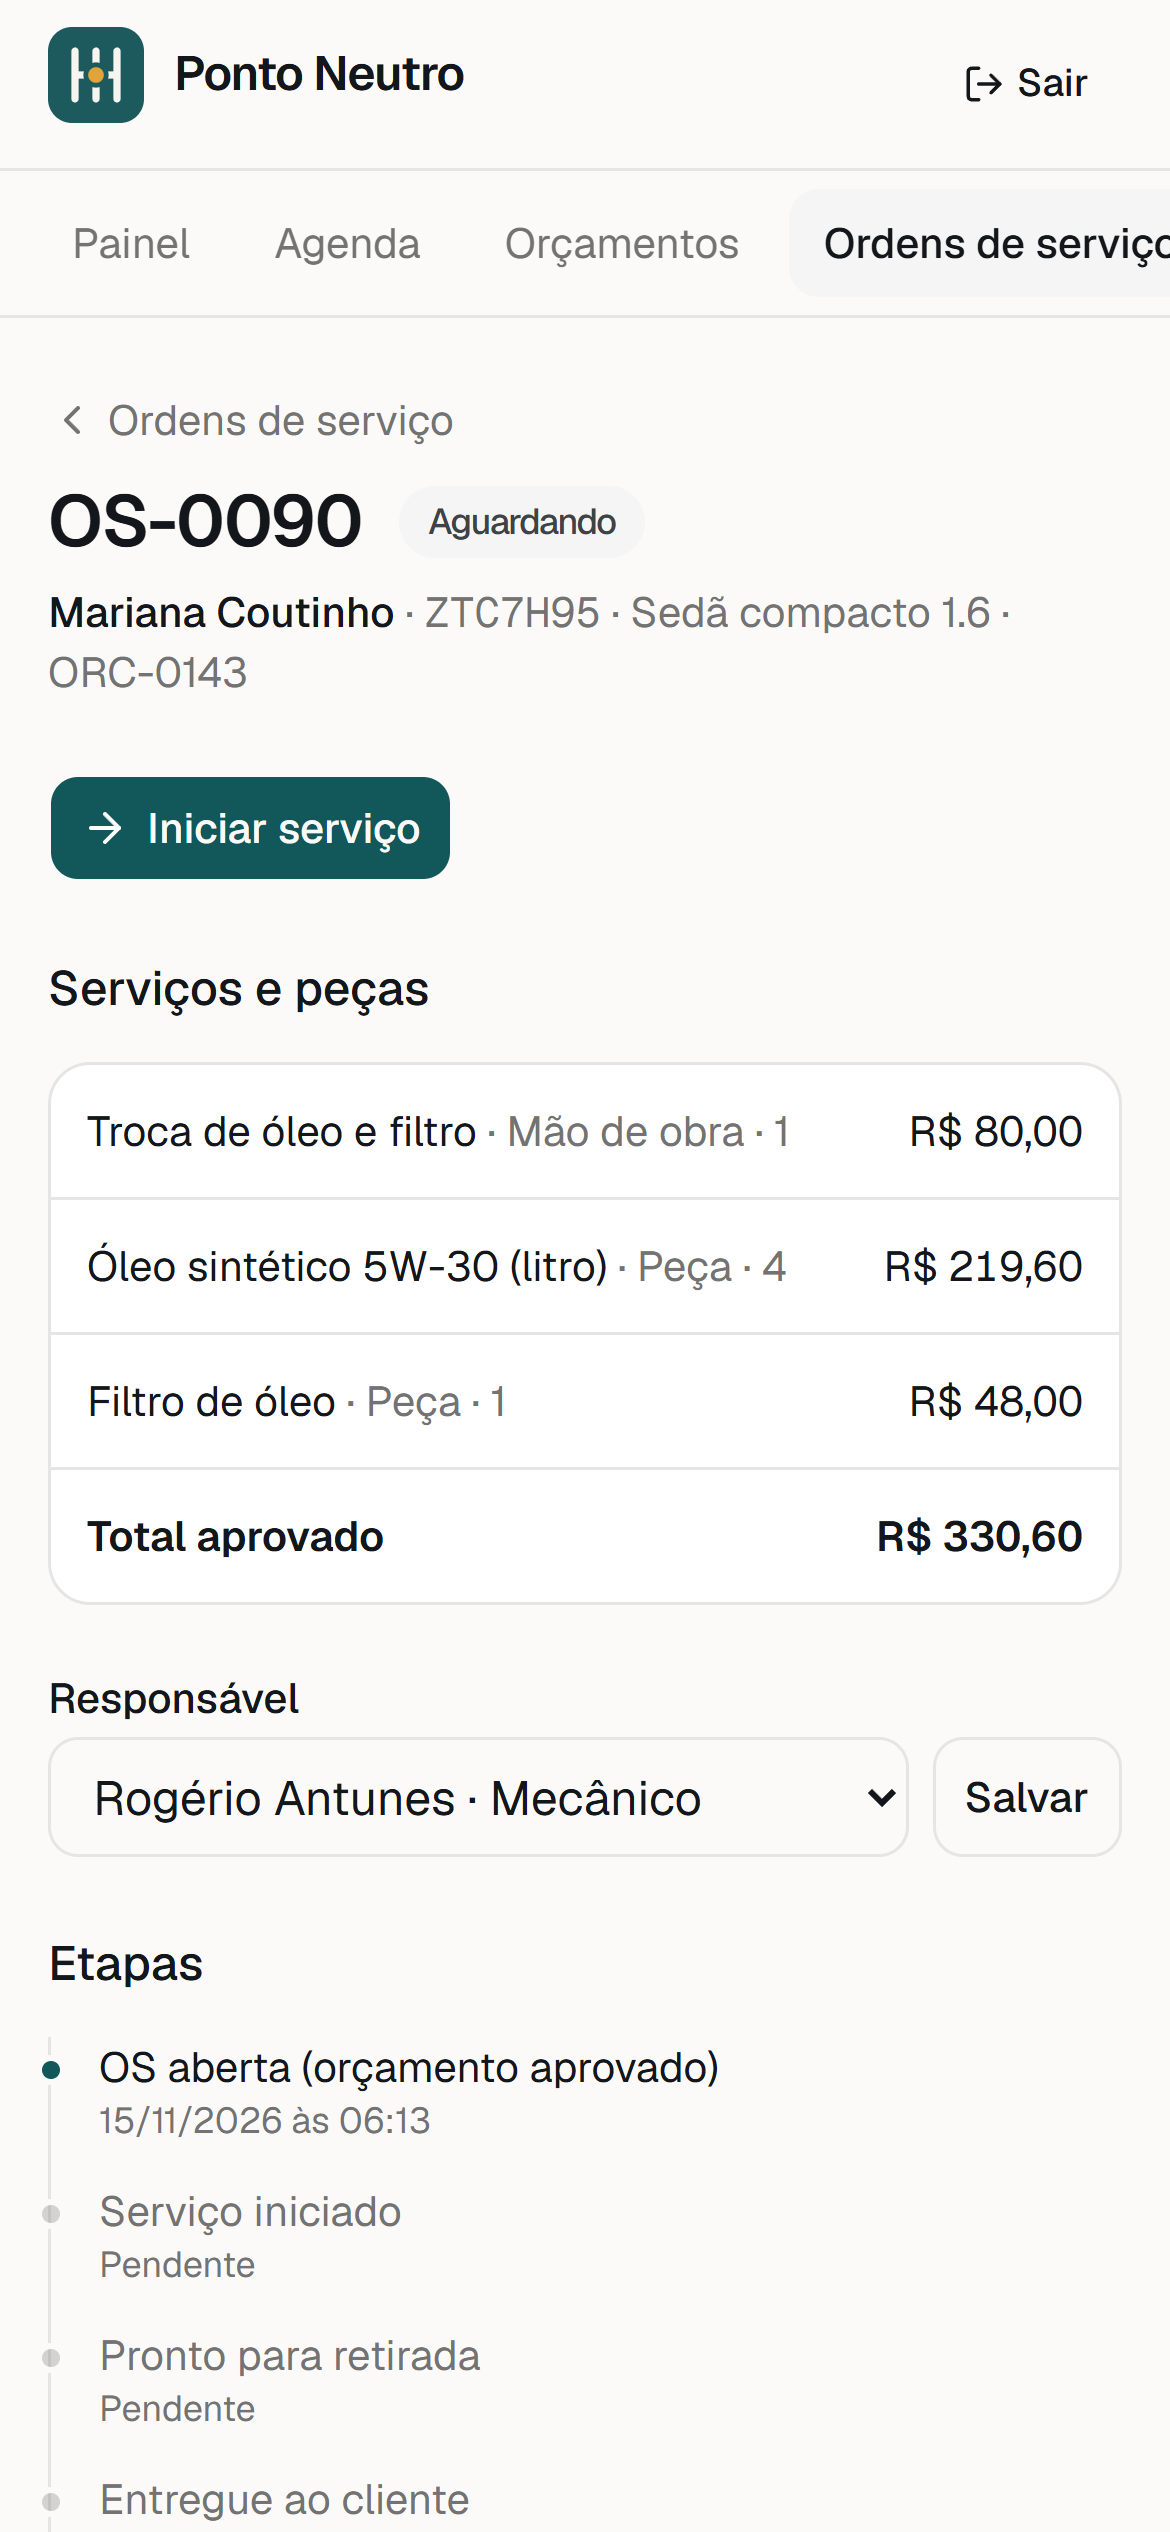 Ponto Neutro
Sair
Painel Agenda Orçamentos Ordens de serviço
Ordens de serviço
OS-0090 Aguardando
Mariana Coutinho · ZTC7H95 · Sedã compacto 1.6 ·
ORC-0143
Iniciar serviço
Serviços e peças
Troca de óleo e filtro · Mão de obra · 1 R$ 80,00
Óleo sintético 5W-30 (litro) · Peça · 4 R$ 219,60
Filtro de óleo · Peça · 1 R$ 48,00
Total aprovado R$ 330,60
Responsável
Rogério Antunes · Mecânico Salvar
Etapas
OS aberta (orçamento aprovado)
15/11/2026 às 06:13
Serviço iniciado
Pendente
Pronto para retirada
Pendente
Entregue ao cliente